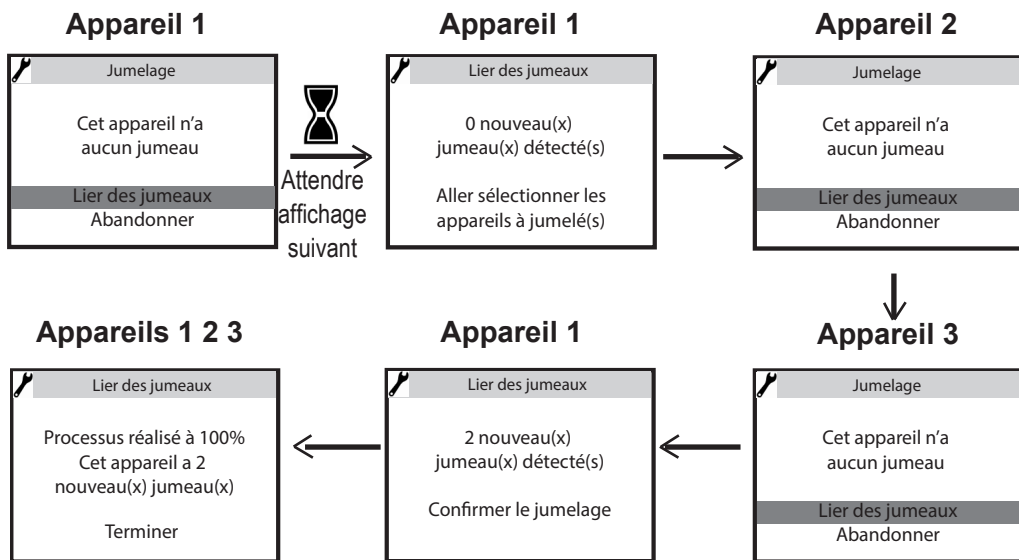 Appareil 1
Jumelage
Cet appareil n'a
aucun jumeau
Lier des jumeaux
Abandonner
Attendre
affichage
suivant
Appareil 1
Lier des jumeaux
0 nouveau(x)
jumeau(x) détecté(s)
Aller sélectionner les
appareils à jumelé(s)
Appareil 2
Jumelage
Cet appareil n'a
aucun jumeau
Lier des jumeaux
Abandonner
Appareil 3
Jumelage
Cet appareil n'a
aucun jumeau
Lier des jumeaux
Abandonner
Appareil 1
Lier des jumeaux
2 nouveau(x)
jumeau(x) détecté(s)
Confirmer le jumelage
Appareils 1 2 3
Lier des jumeaux
Processus réalisé à 100%
Cet appareil a 2
nouveau(x) jumeau(x)
Terminer